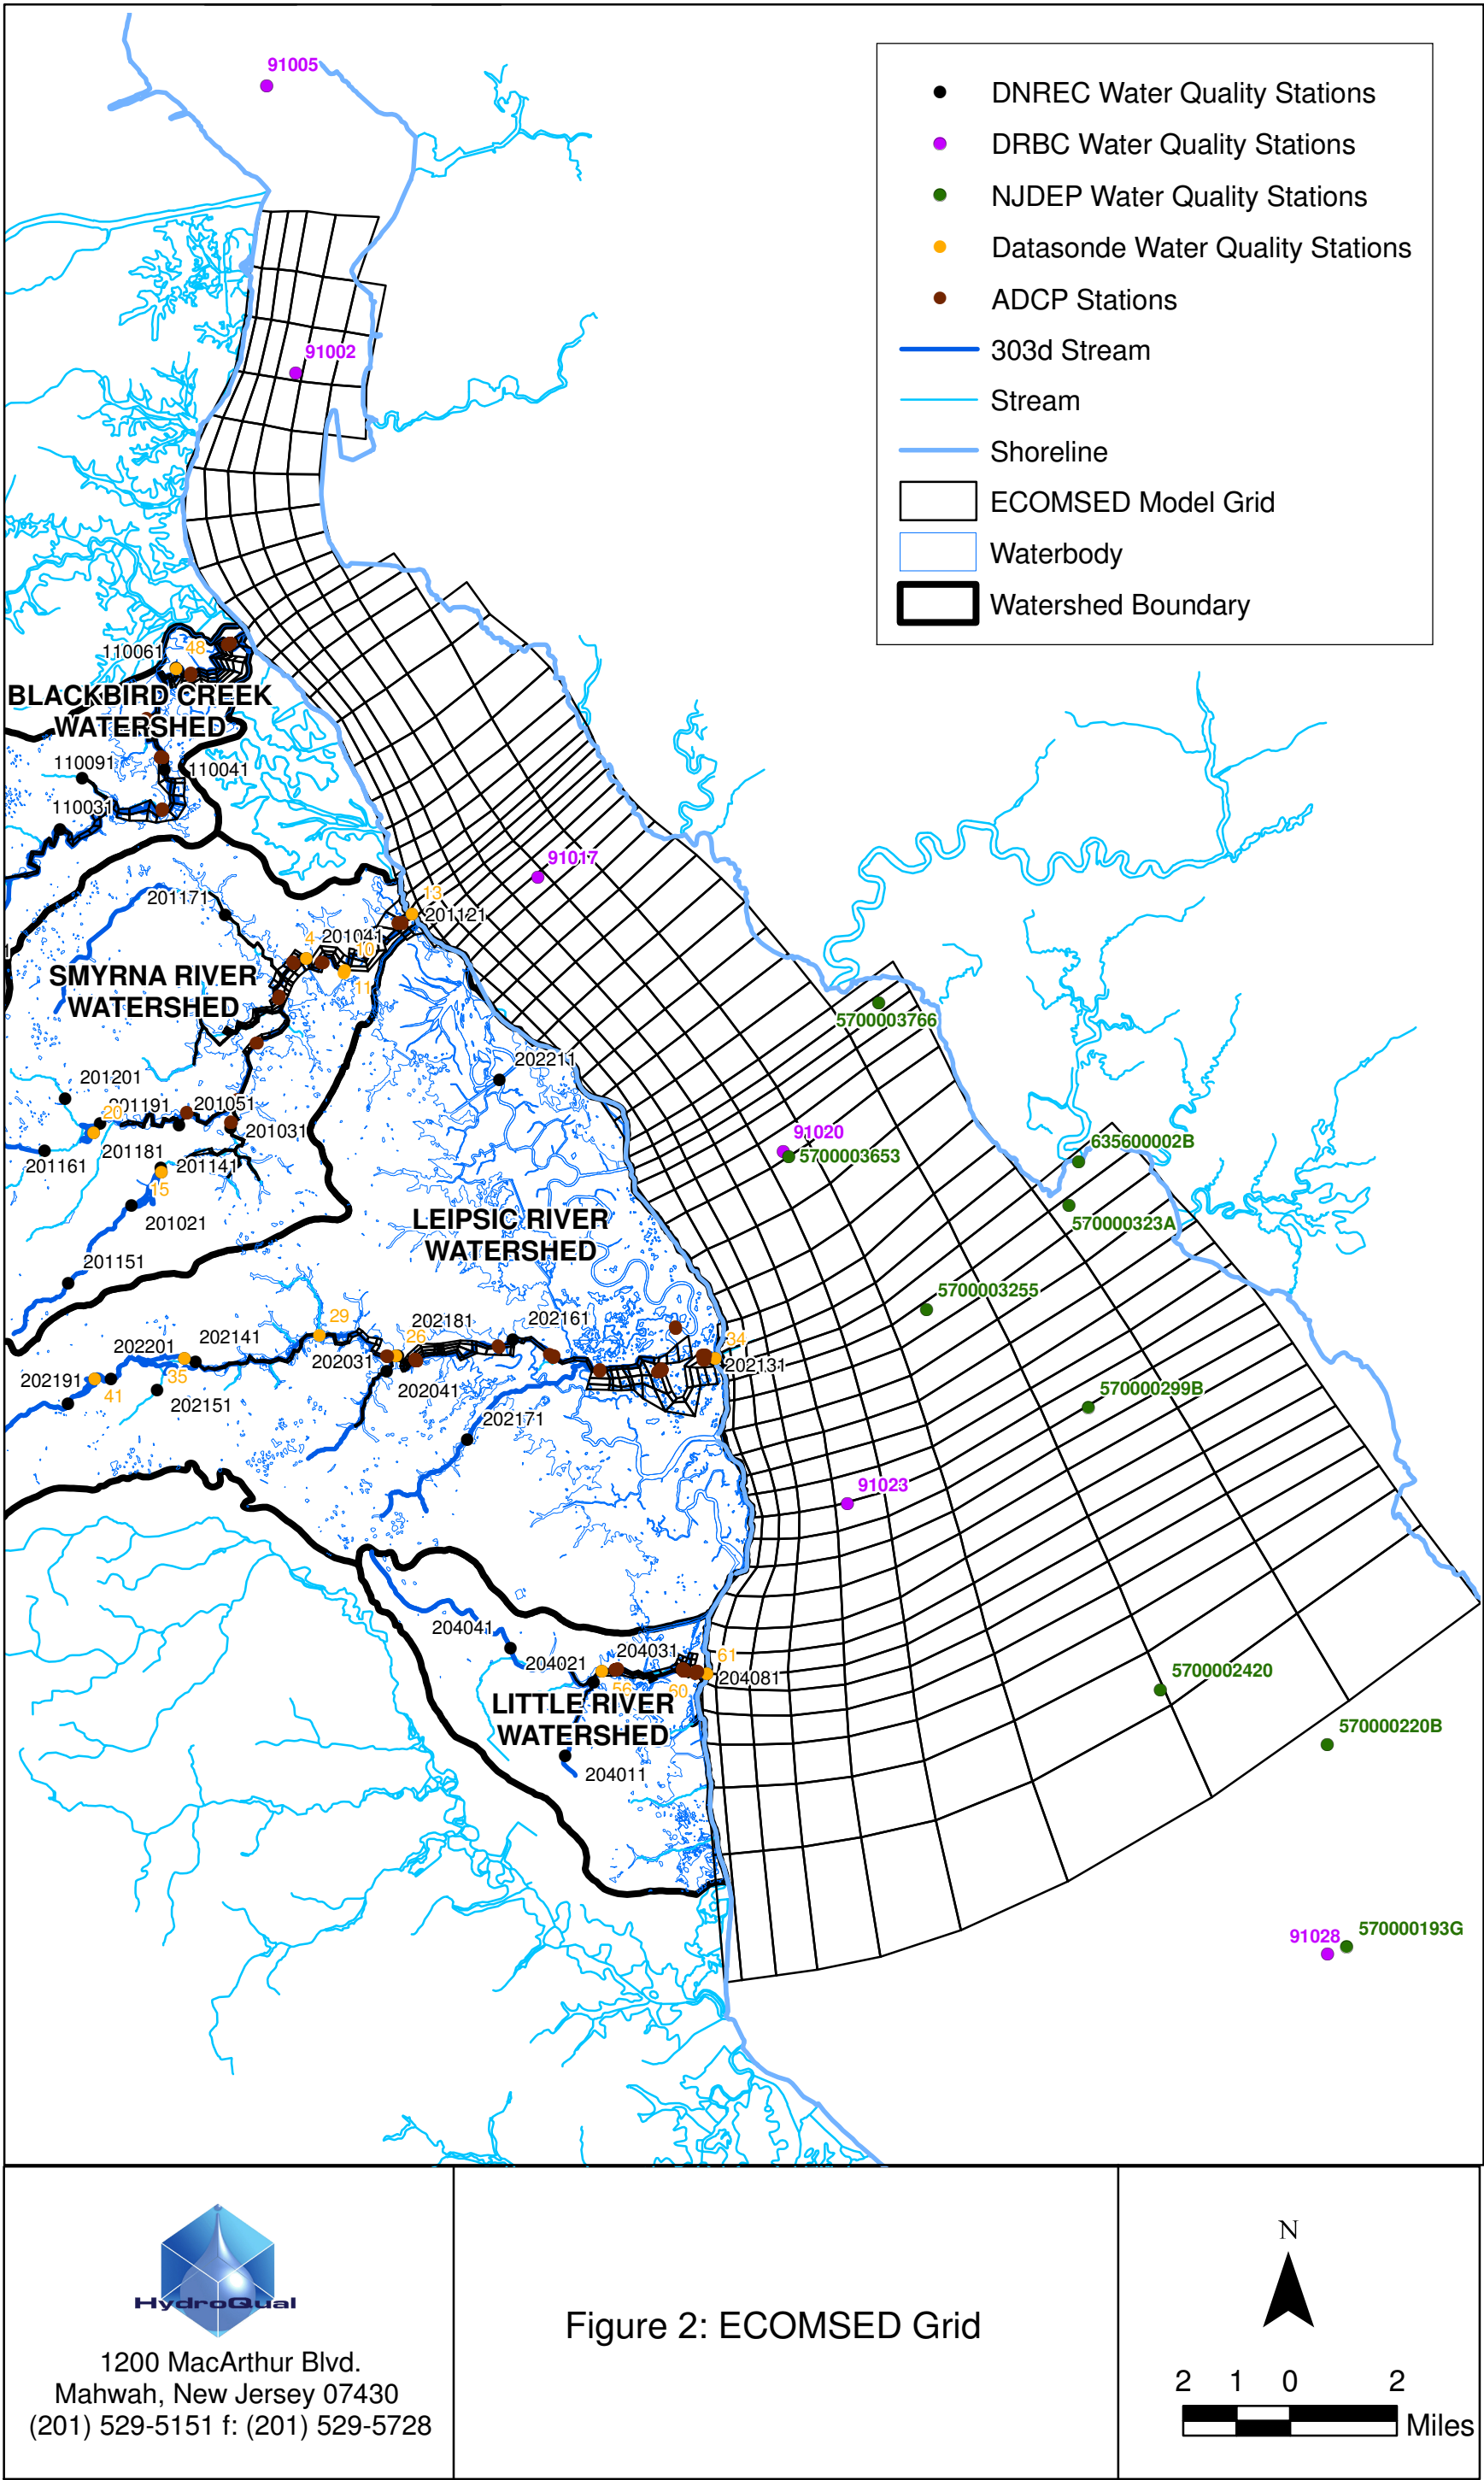 91005
DNREC Water Quality Stations
DRBC Water Quality Stations
NJDEP Water Quality Stations
Datasonde Water Quality Stations
ADCP Stations
303d Stream
Stream
Shoreline
ECOMSED Model Grid
Waterbody
Watershed Boundary
91002
110061
48
BLACKBIRD CREEK
WATERSHED
110091
110041
110031
91017
201171
13
201121
4
201041
10
11
SMYRNA RIVER
WATERSHED
5700003766
202211
201201
20
201191
201051
201031
201161
201181
201141
15
201021
201151
91020
5700003653
635600002B
570000323A
LEIPSIC RIVER
WATERSHED
5700003255
29
202181
202161
34
202131
202201
202141
202031
26
202191
41
35
202151
202041
202171
570000299B
91023
204041
204021
204031
61
204081
56
60
LITTLE RIVER
WATERSHED
204011
5700002420
570000220B
91028
570000193G
HydroQual
1200 MacArthur Blvd.
Mahwah, New Jersey 07430
(201) 529-5151 f: (201) 529-5728
Figure 2: ECOMSED Grid
N
2 1 0 2
Miles